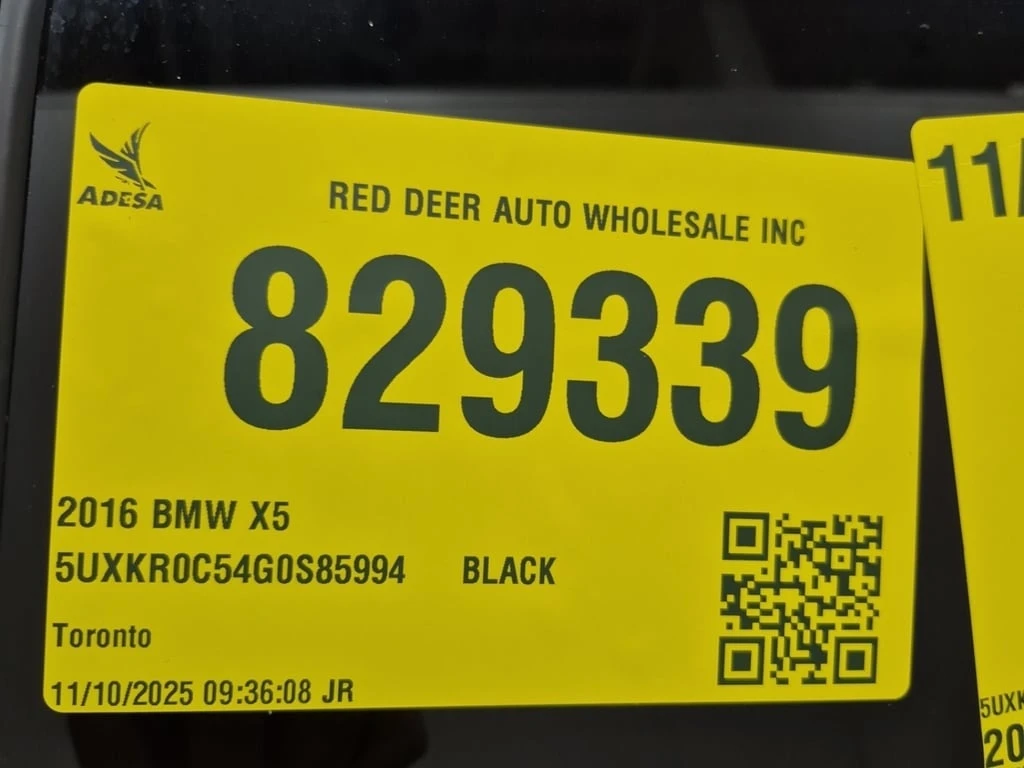 ADESA
RED DEER AUTO WHOLESALE INC
829339
2016 BMW X5
5UXKR0C54G0S85994 BLACK
Toronto
11/10/2025 09:36:08 JR
11/
5UXK
20